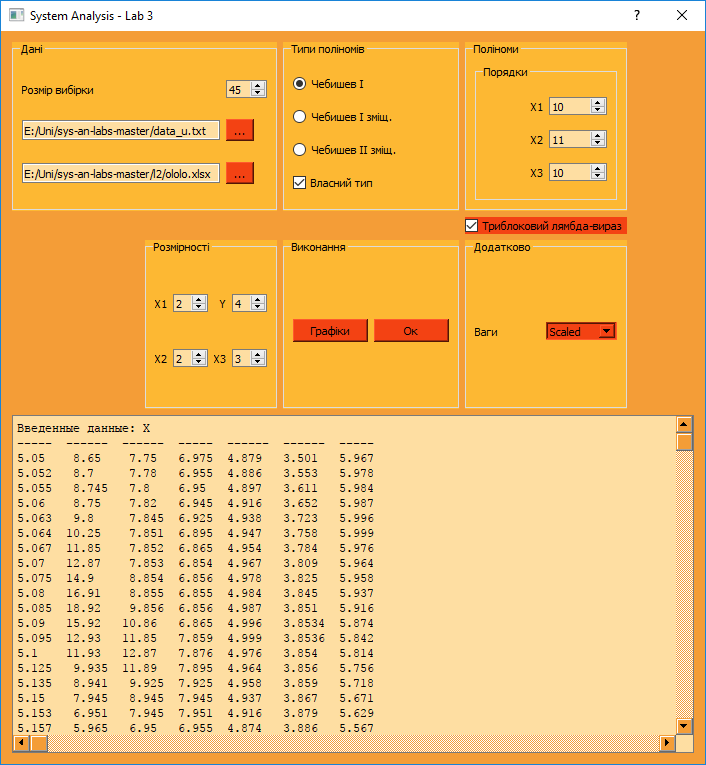 System Analysis - Lab 3
Дані
Розмір вибірки 45
E:/Uni/sys-an-labs-master/data_u.txt ...
E:/Uni/sys-an-labs-master/l2/ololo.xlsx ...
Типи поліномів
Чебишев I
Чебишев I зміщ.
Чебишев II зміщ.
Власний тип
Поліноми
Порядки
X1 10
X2 11
X3 10
Триблоковий лямбда-вираз
Розмірності
X1 2 Y 4
X2 2 X3 3
Виконання
Графіки Ок
Додатково
Ваги Scaled
Введенные данные: X
----- ------ ------ ----- ------ ------ -----
5.05 8.65 7.75 6.975 4.879 3.501 5.967
5.052 8.7 7.78 6.955 4.886 3.553 5.978
5.055 8.745 7.8 6.95 4.897 3.611 5.984
5.06 8.75 7.82 6.945 4.916 3.652 5.987
5.063 9.8 7.845 6.925 4.938 3.723 5.996
5.064 10.25 7.851 6.895 4.947 3.758 5.999
5.067 11.85 7.852 6.865 4.954 3.784 5.976
5.07 12.87 7.853 6.854 4.967 3.809 5.964
5.075 14.9 8.854 6.856 4.978 3.825 5.958
5.08 16.91 8.855 6.855 4.984 3.845 5.937
5.085 18.92 9.856 6.856 4.987 3.851 5.916
5.09 15.92 10.86 6.865 4.996 3.8534 5.874
5.095 12.93 11.85 7.859 4.999 3.8536 5.842
5.1 11.93 12.87 7.876 4.976 3.854 5.814
5.125 9.935 11.89 7.895 4.964 3.856 5.756
5.135 8.941 9.925 7.925 4.958 3.859 5.718
5.15 7.945 8.945 7.945 4.937 3.867 5.671
5.153 6.951 7.945 7.951 4.916 3.879 5.629
5.157 5.965 6.95 6.955 4.874 3.886 5.567